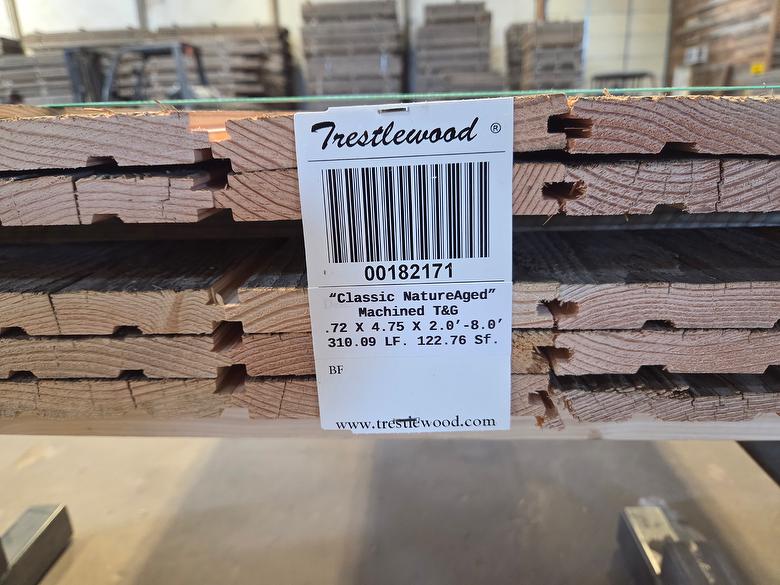 Trestlewood ®
00182171
“Classic NatureAged”
Machined T&G
.72 X 4.75 X 2.0’-8.0’
310.09 LF. 122.76 Sf.
BF
www.trestlewood.com